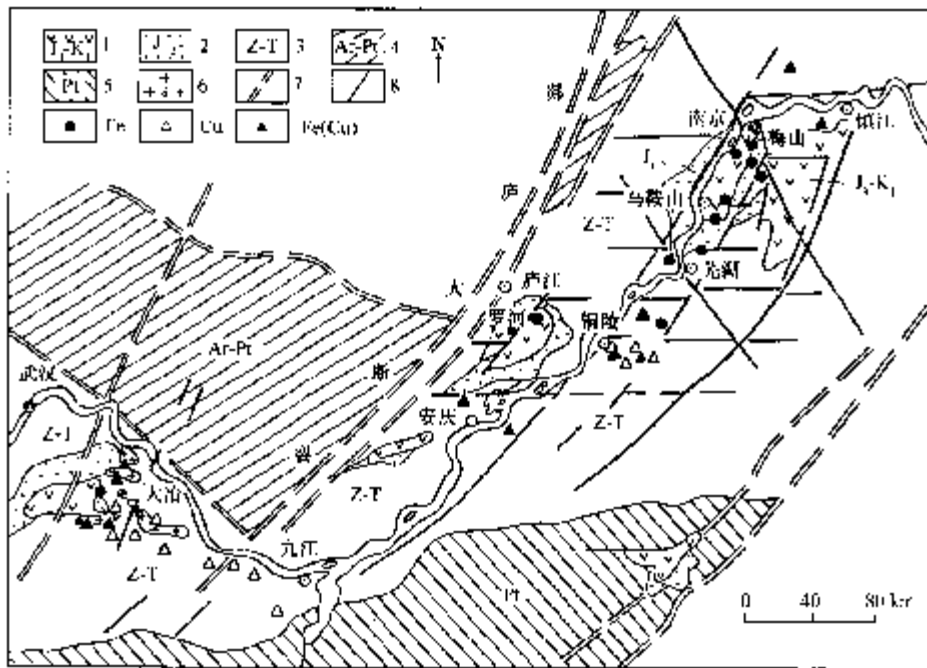 J₃-K₁ 1
2
Z-T 3
Ar-Pt 4
N
Pt 5
6
7
8
Fe
Cu
Fe(Cu)
郯
庐
大
断
裂
南京
梅山
镇江
J₁
马鞍山
J₃-K₁
Z-T
芜湖
庐江
罗河
铜陵
Ar-Pt
武汉
安庆
Z-T
Z-T
大冶
Z-T
九江
Z-T
Pt
0 40 80 km